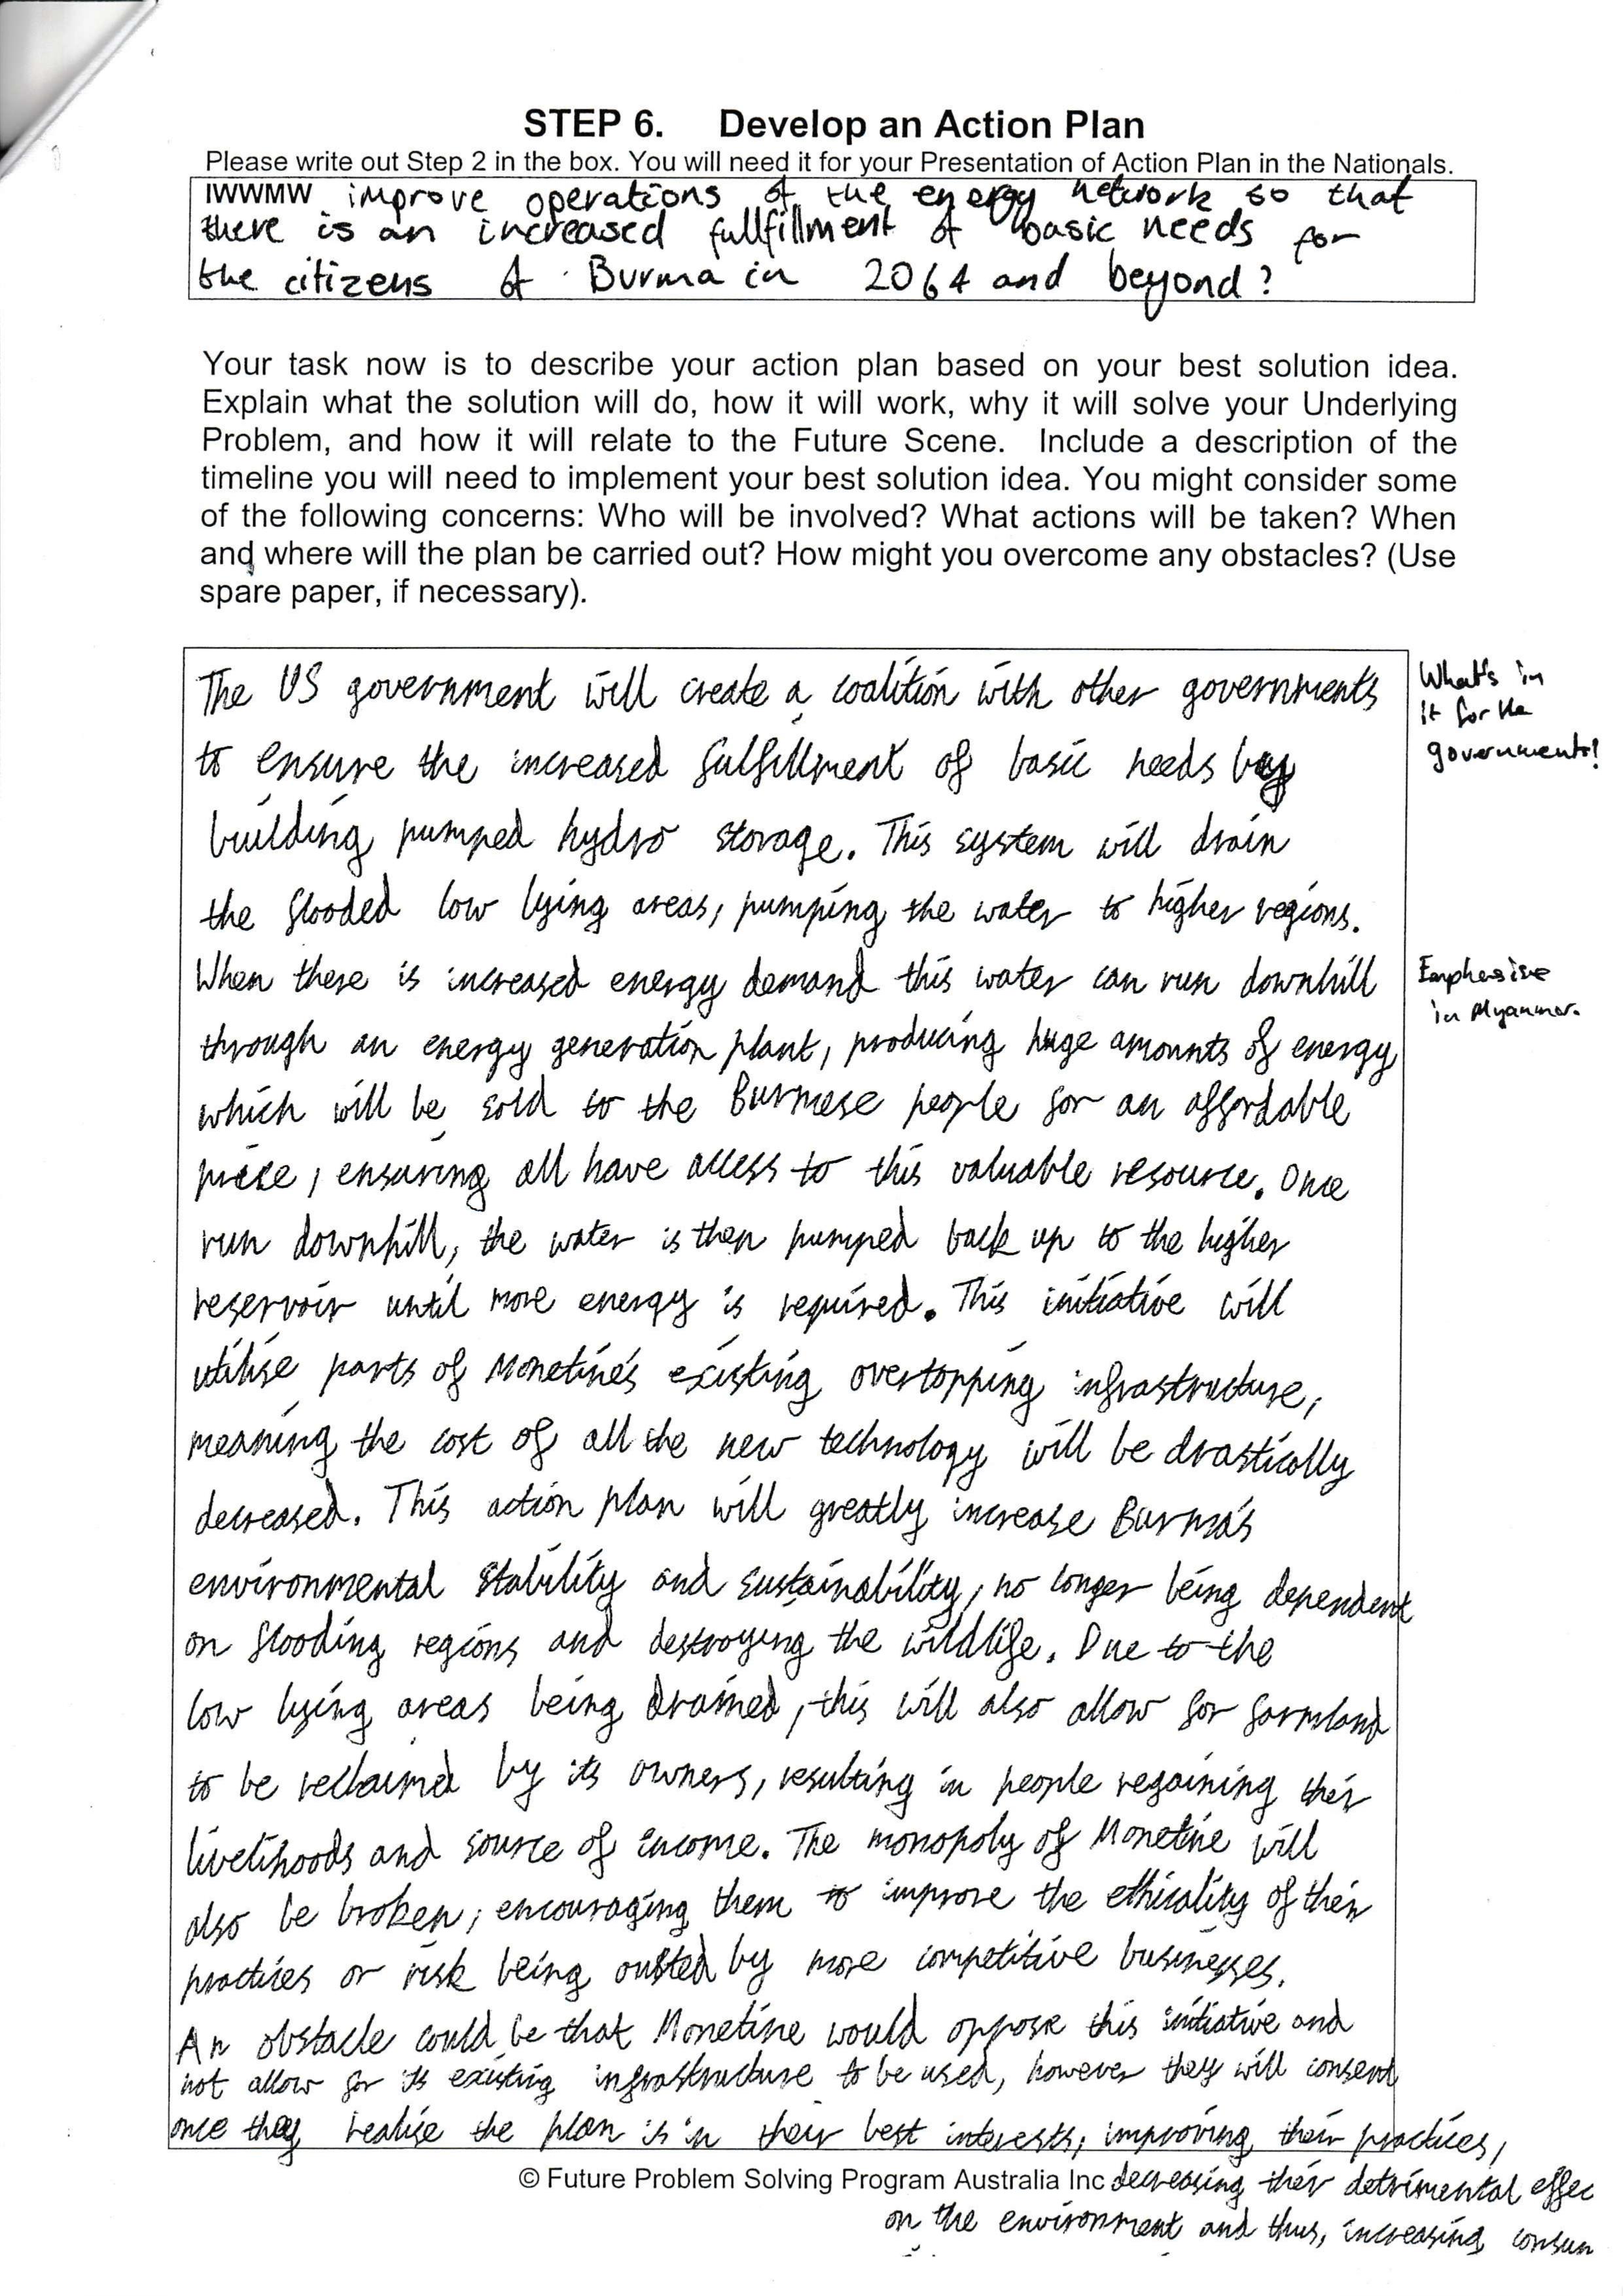 STEP 6. Develop an Action Plan
Please write out Step 2 in the box. You will need it for your Presentation of Action Plan in the Nationals.
IWWMW improve operations of the energy network so that
there is an increased fullfillment of basic needs for
the citizens of Burma in 2064 and beyond?
Your task now is to describe your action plan based on your best solution idea.
Explain what the solution will do, how it will work, why it will solve your Underlying
Problem, and how it will relate to the Future Scene. Include a description of the
timeline you will need to implement your best solution idea. You might consider some
of the following concerns: Who will be involved? What actions will be taken? When
and where will the plan be carried out? How might you overcome any obstacles? (Use
spare paper, if necessary).
The US government will create a coalition with other governments
to ensure the increased fulfillment of basic needs by
building pumped hydro storage. This system will drain
the flooded low lying areas, pumping the water to higher regions.
When there is increased energy demand this water can run downhill
through an energy generation plant, producing huge amounts of energy
which will be sold to the Burmese people for an affordable
price, ensuring all have access to this valuable resource. Once
run downhill, the water is then pumped back up to the higher
reservoir until more energy is required. This initiative will
utilise parts of Monetine's existing overtopping infrastructure,
meaning the cost of all the new technology will be drastically
decreased. This action plan will greatly increase Burma's
environmental stability and sustainability, no longer being dependent
on flooding regions and destroying the wildlife. Due to the
low lying areas being drained, this will also allow for farmland
to be reclaimed by its owners, resulting in people regaining their
livelihoods and source of income. The monopoly of Monetine will
also be broken, encouraging them to improve the ethicality of their
practices or risk being ousted by more competitive businesses.
An obstacle could be that Monetine would oppose this initiative and
not allow for its existing infrastructure to be used, however they will consent
once they realise the plan is in their best interests, improving their practices,
decreasing their detrimental effec
on the environment and thus, increasing consum
What's in
it for the
governments!
Emphasise
in Myanmar.
© Future Problem Solving Program Australia Inc